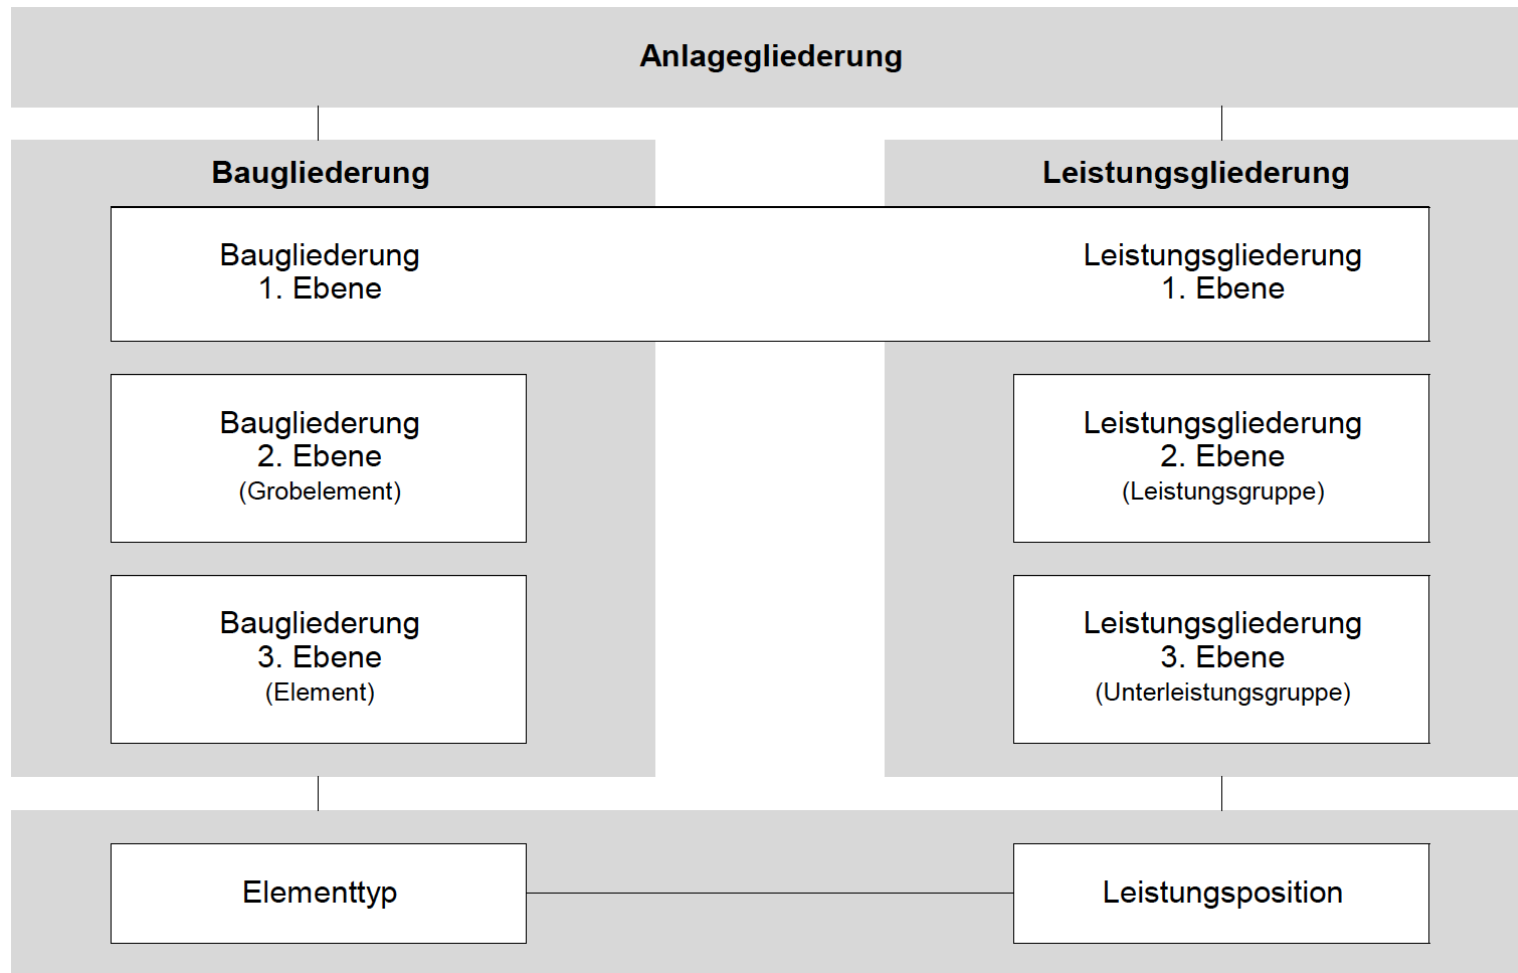 Anlagegliederung
Baugliederung
Leistungsgliederung
Baugliederung
1. Ebene
Leistungsgliederung
1. Ebene
Baugliederung
2. Ebene
(Grobelement)
Leistungsgliederung
2. Ebene
(Leistungsgruppe)
Baugliederung
3. Ebene
(Element)
Leistungsgliederung
3. Ebene
(Unterleistungsgruppe)
Elementtyp
Leistungsposition